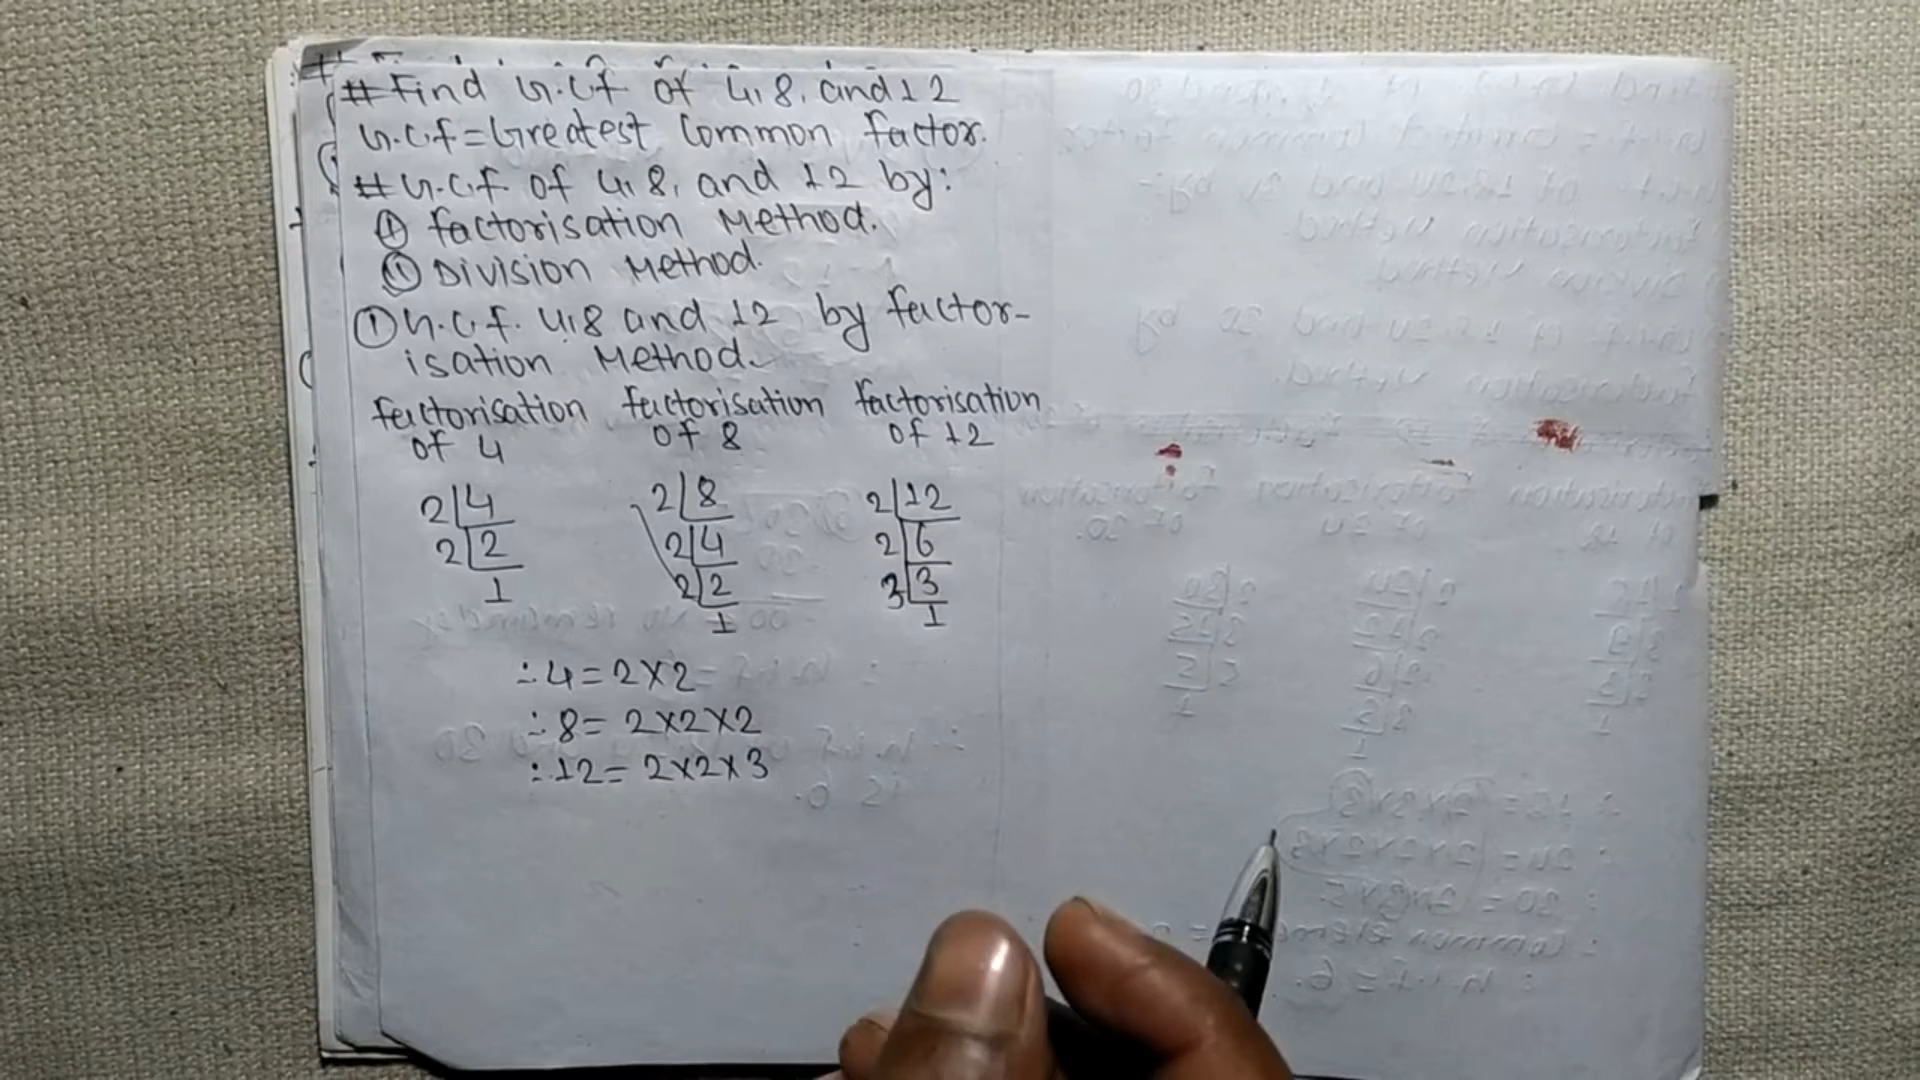 # Find G.C.f of 4, 8, and 12
G.C.f = Greatest Common factor.
# G.C.f of 4, 8, and 12 by:
① factorisation Method.
⑪ Division Method.
① G.C.f. 4, 8 and 12 by factor-
isation Method.
factorisation factorisation factorisation
of 4 of 8 of 12
2|4 2|8 2|12
2|2 2|4 2|6
1 2|2 3|3
1 1
∴ 4 = 2×2
∴ 8 = 2×2×2
∴ 12 = 2×2×3